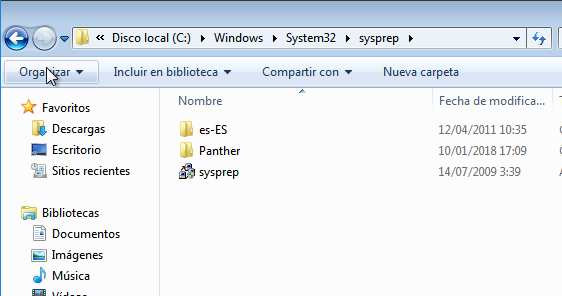 « Disco local (C:) Windows System32 sysprep
Organizar Incluir en biblioteca Compartir con Nueva carpeta
Favoritos
Descargas
Escritorio
Sitios recientes
Bibliotecas
Documentos
Imágenes
Música
Vídeos
Nombre Fecha de modifica...
es-ES 12/04/2011 10:35
Panther 10/01/2018 17:09
sysprep 14/07/2009 3:39